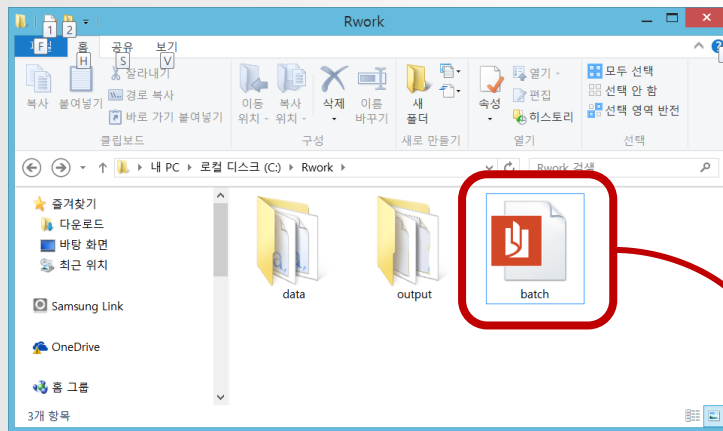 Rwork
1 2
파일 홈 공유 보기
F H S V
잘라내기
경로 복사
바로 가기 붙여넣기
복사 붙여넣기
클립보드
이동 위치
복사 위치
삭제
이름 바꾸기
구성
새 폴더
새로 만들기
속성
열기
편집
히스토리
열기
모두 선택
선택 안 함
선택 영역 반전
선택
내 PC 로컬 디스크 (C:) Rwork
Rwork 검색
즐겨찾기
다운로드
바탕 화면
최근 위치
Samsung Link
OneDrive
홈 그룹
data output batch
3개 항목